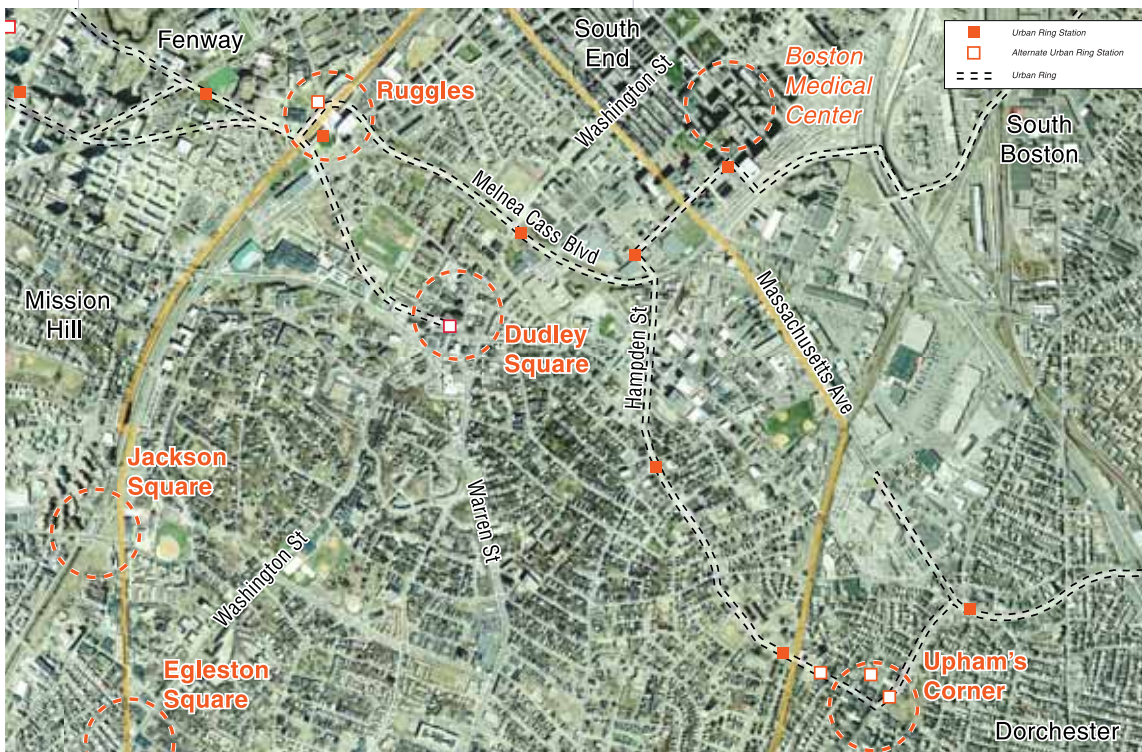 Fenway
South
End
Washington St
Boston
Medical
Center
Urban Ring Station
Alternate Urban Ring Station
Urban Ring
Ruggles
South
Boston
Melnea Cass Blvd
Mission
Hill
Dudley
Square
Hampden St
Massachusetts Ave
Jackson
Square
Warren St
Washington St
Egleston
Square
Upham's
Corner
Dorchester